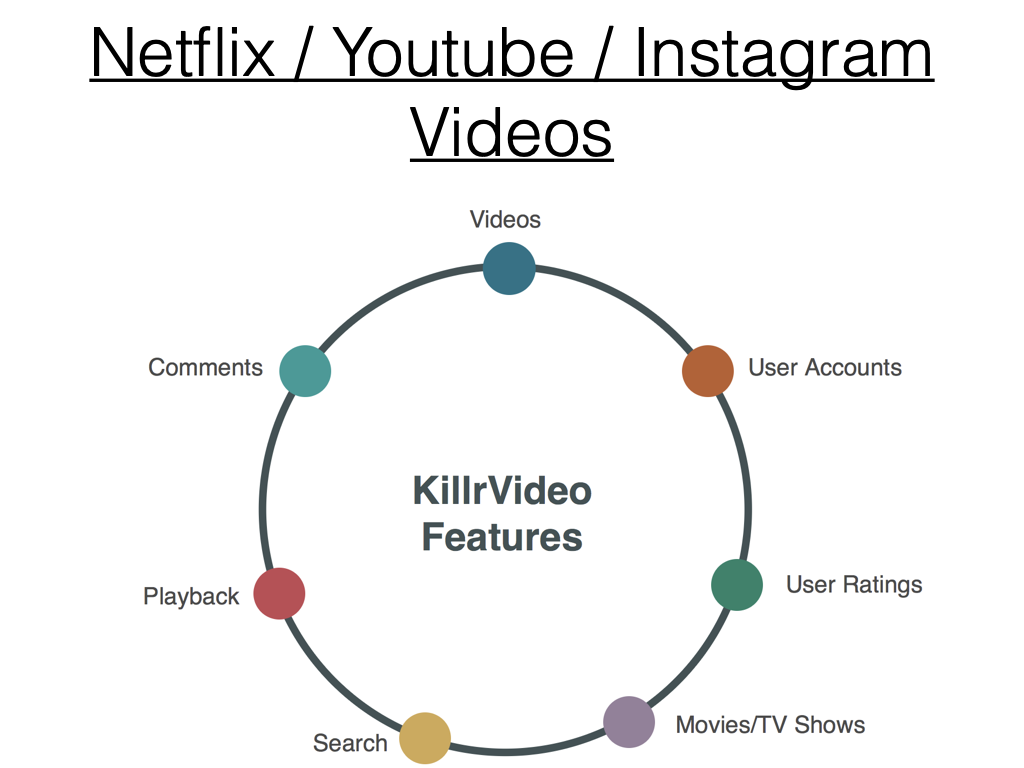 Netflix / Youtube / Instagram
Videos
Videos
Comments
User Accounts
KillrVideo
Features
Playback
User Ratings
Search
Movies/TV Shows